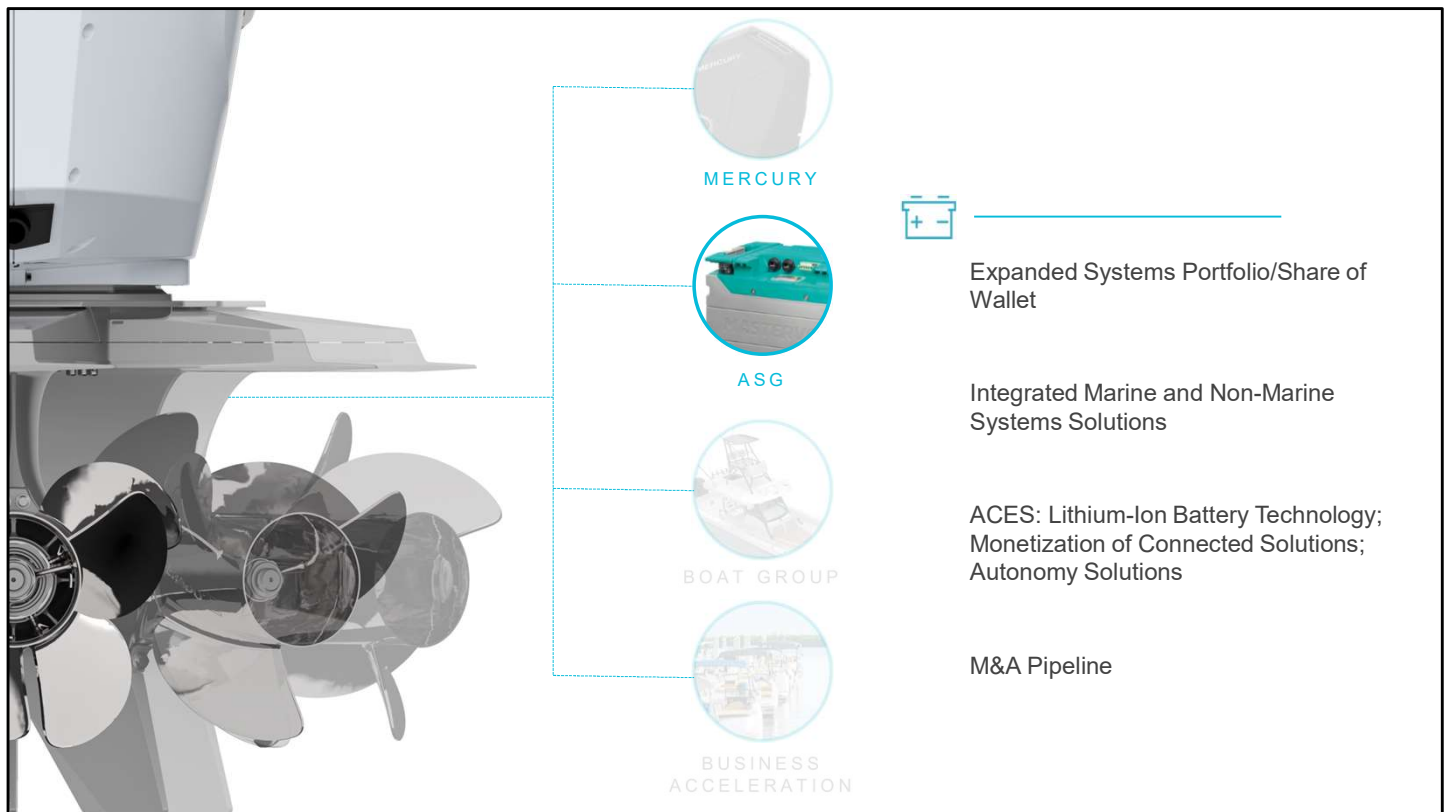 MERCURY
ASG
BOAT GROUP
BUSINESS
ACCELERATION
+ -
Expanded Systems Portfolio/Share of
Wallet
Integrated Marine and Non-Marine
Systems Solutions
ACES: Lithium-Ion Battery Technology;
Monetization of Connected Solutions;
Autonomy Solutions
M&A Pipeline